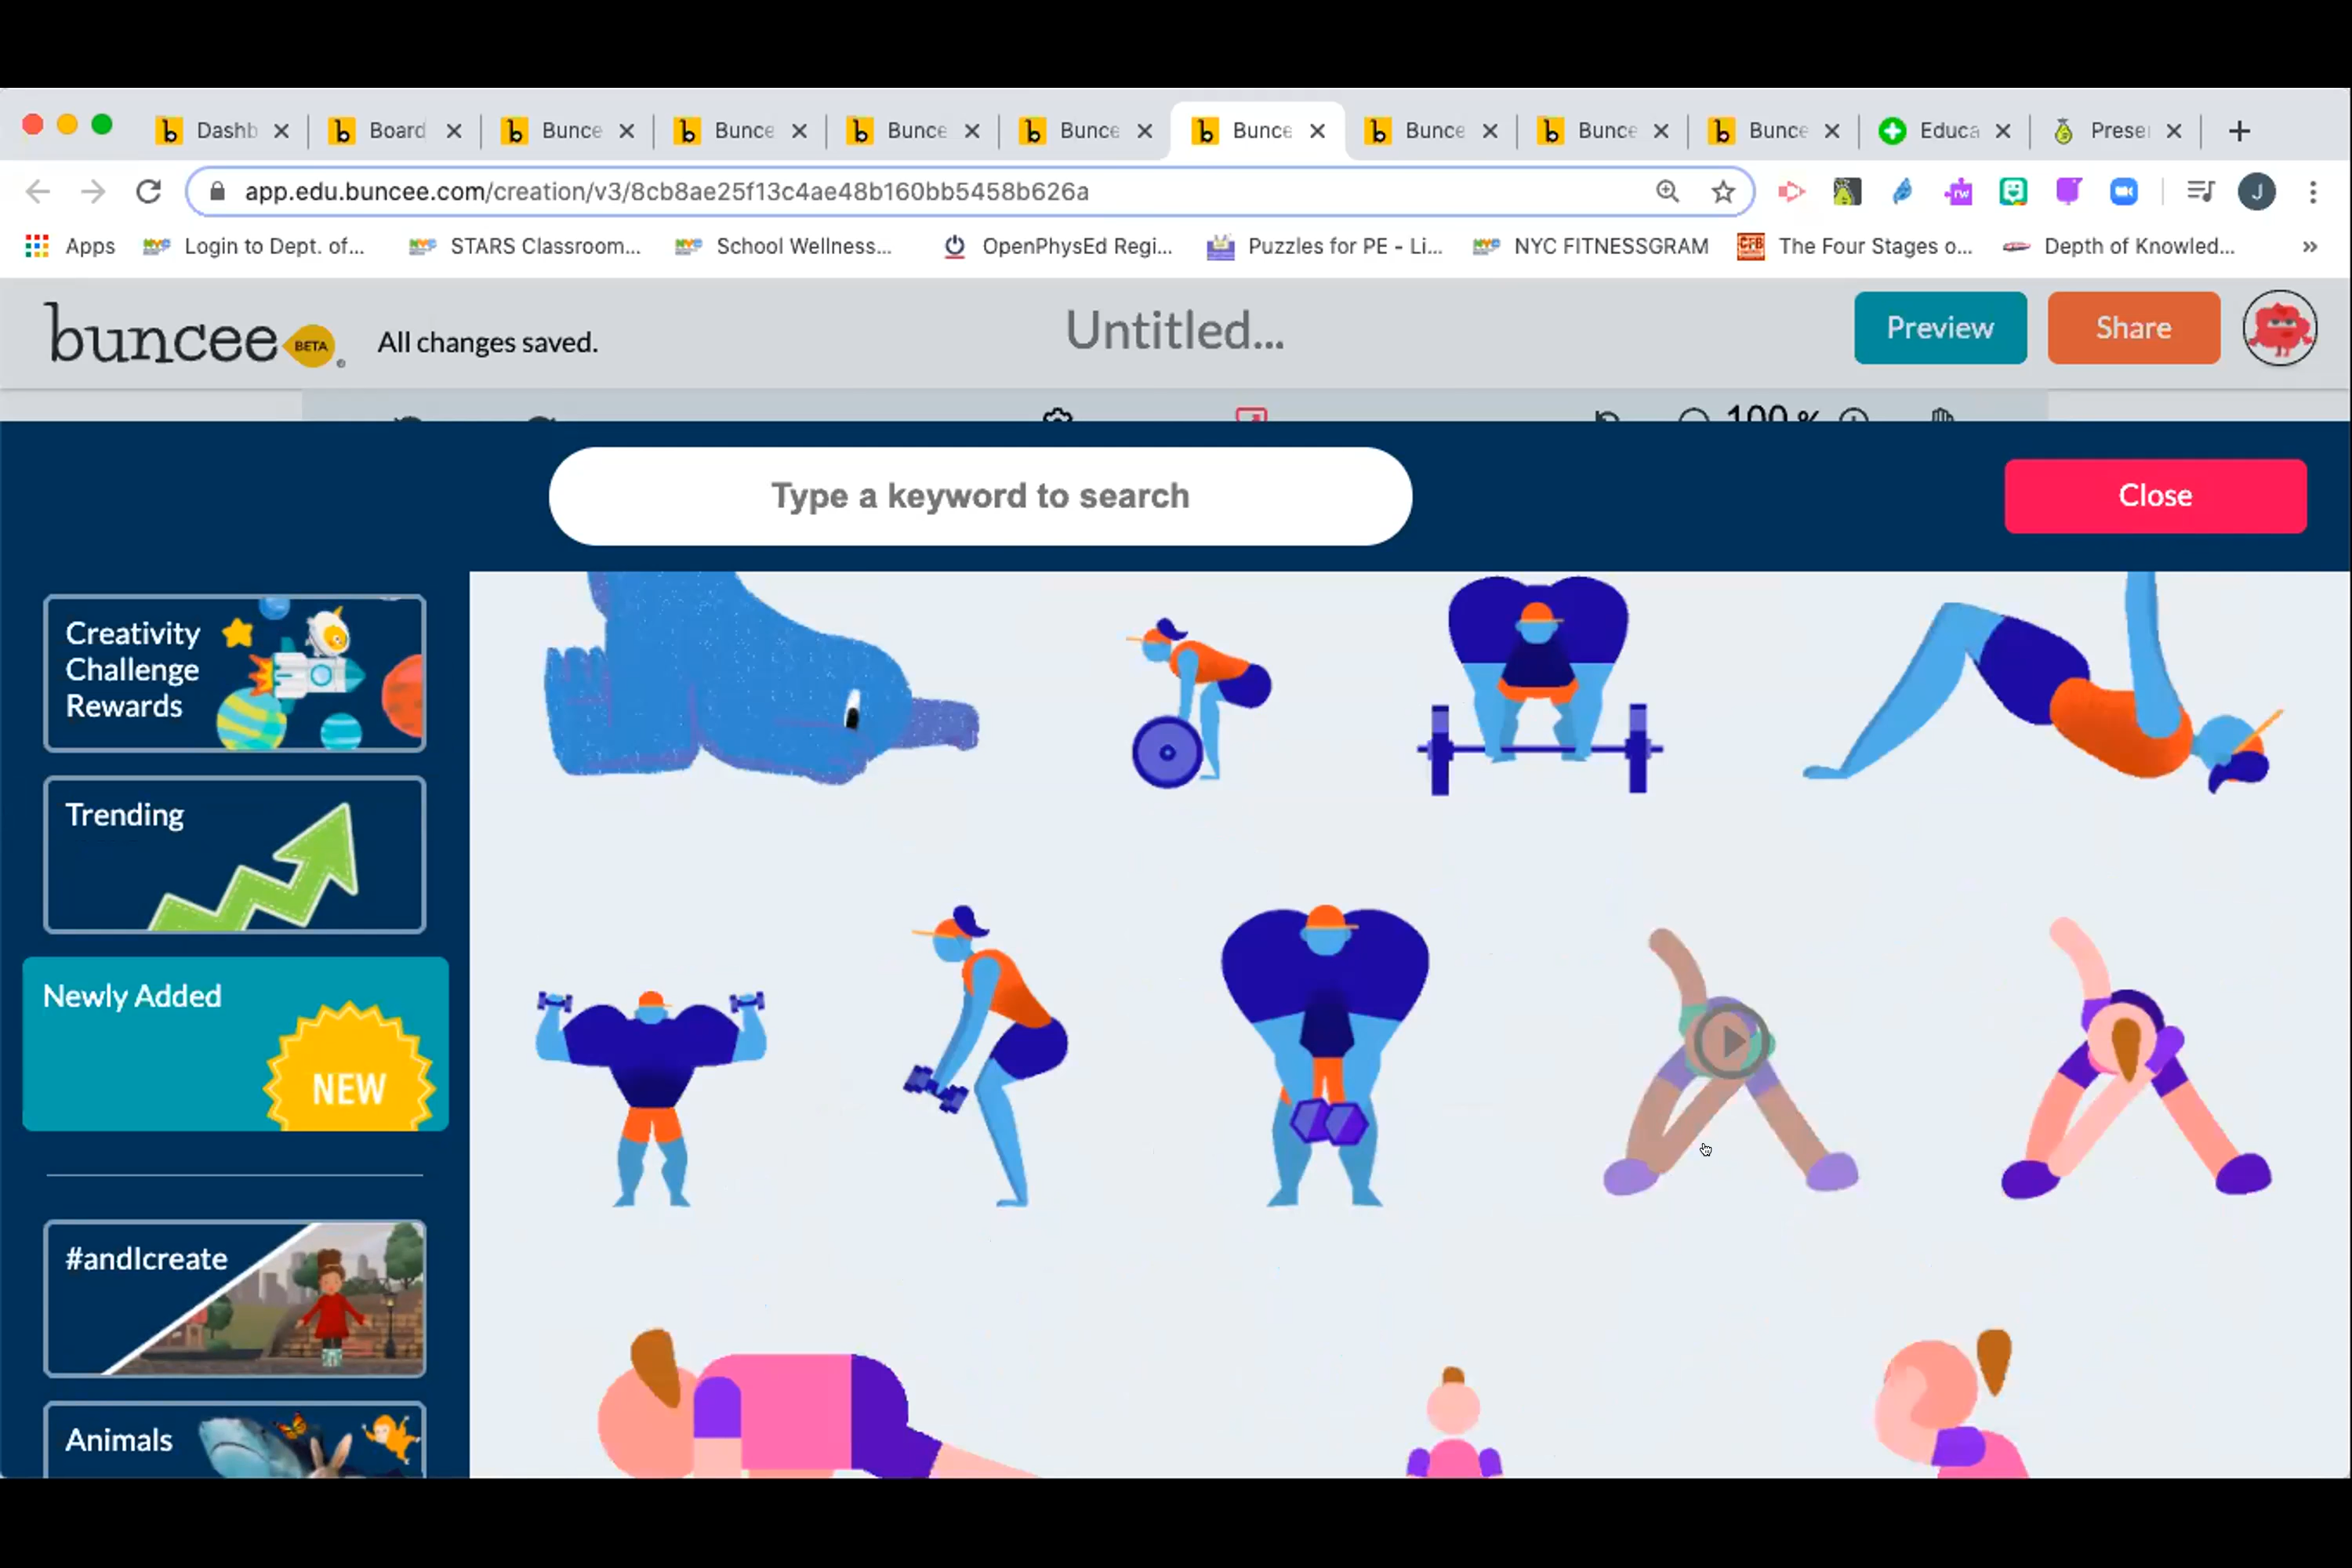 Dashb
Board
Bunce
Bunce
Bunce
Bunce
Bunce
Bunce
Bunce
Bunce
Educa
Prese
app.edu.buncee.com/creation/v3/8cb8ae25f13c4ae48b160bb5458b626a
rw
J
Apps
Login to Dept. of...
STARS Classroom...
School Wellness...
OpenPhysEd Regi...
Puzzles for PE - Li...
NYC FITNESSGRAM
The Four Stages o...
Depth of Knowled...
buncee BETA
All changes saved.
Untitled...
Preview
Share
100 %
Type a keyword to search
Close
Creativity
Challenge
Rewards
Trending
Newly Added
NEW
#andIcreate
Animals